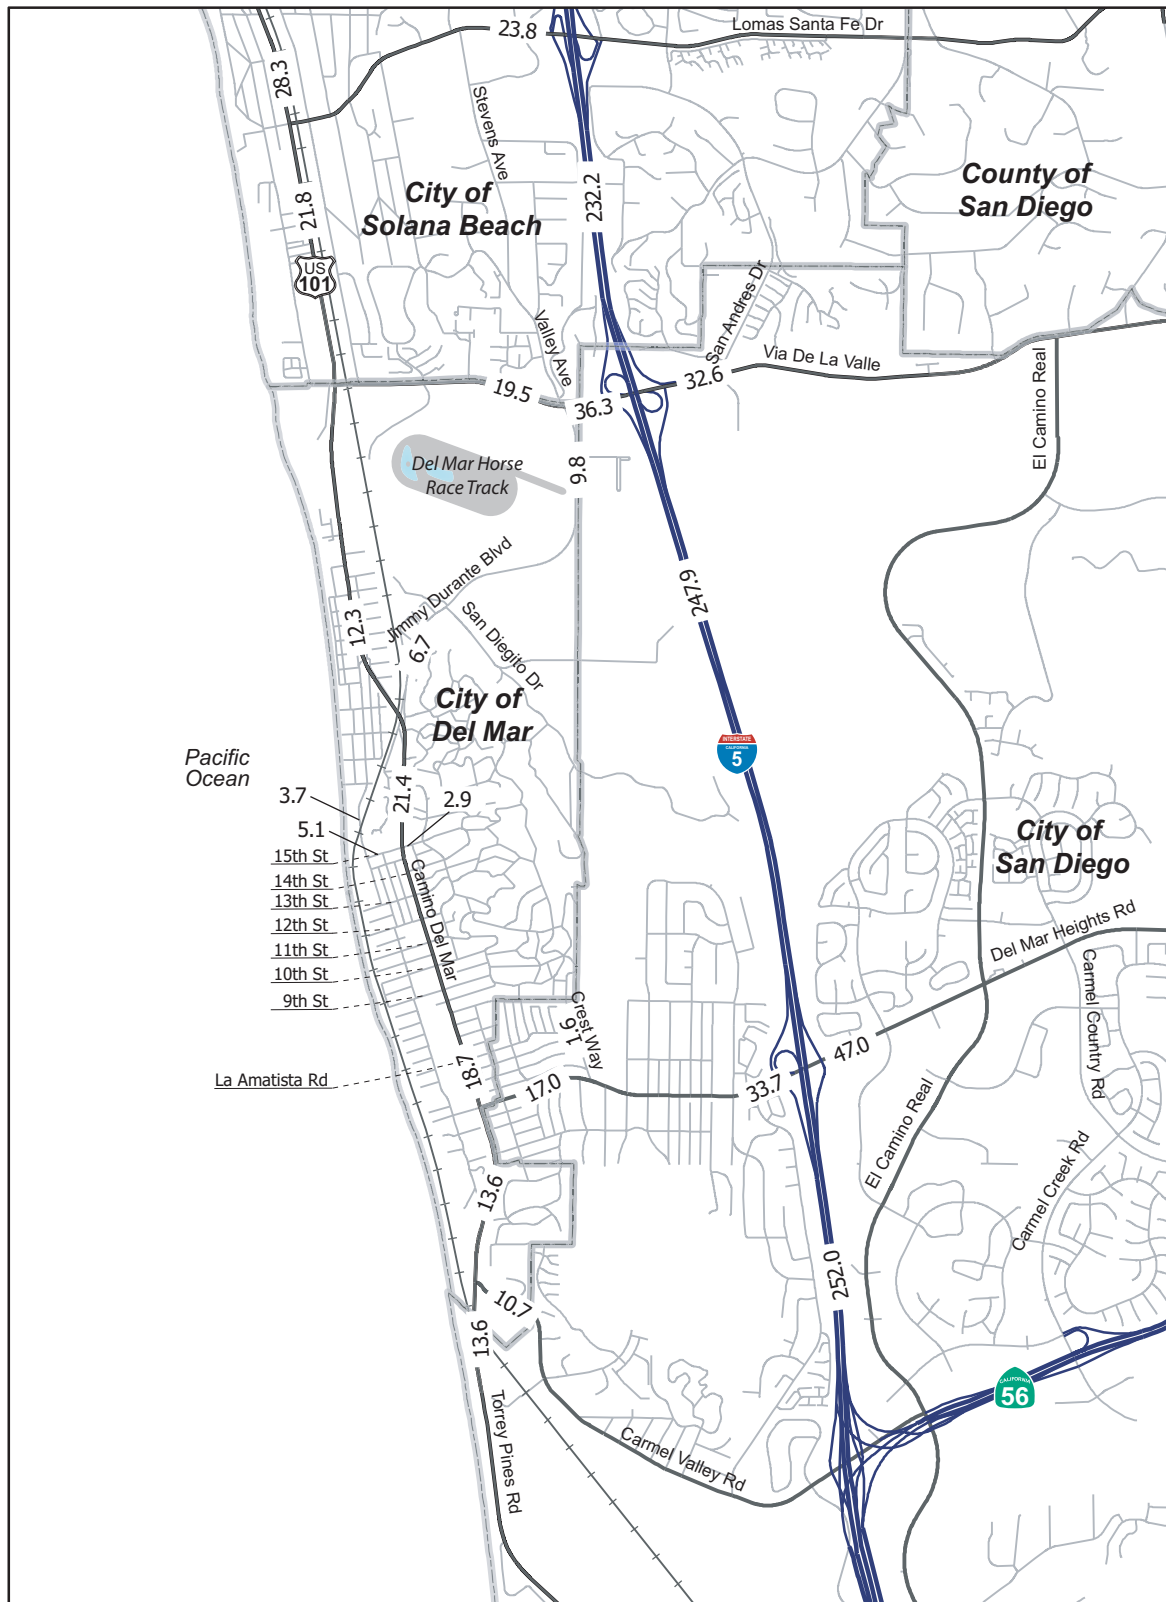 23.8
Lomas Santa Fe Dr
28.3
Stevens Ave
232.2
City of
Solana Beach
County of
San Diego
21.8
US
101
Valley Ave
San Andres Dr
Via De La Valle
El Camino Real
19.5
36.3
32.6
9.8
Del Mar Horse
Race Track
Jimmy Durante Blvd
247.9
12.3
6.7
San Diegito Dr
City of
Del Mar
Pacific
Ocean
INTERSTATE
CALIFORNIA
5
3.7
21.4
2.9
5.1
15th St
14th St
13th St
12th St
11th St
10th St
9th St
Camino Del Mar
City of
San Diego
Del Mar Heights Rd
Carmel Country Rd
Crest Way
1.6
La Amatista Rd
18.7
17.0
33.7
47.0
El Camino Real
Carmel Creek Rd
13.6
252.0
10.7
13.6
CALIFORNIA
56
Torrey Pines Rd
Carmel Valley Rd